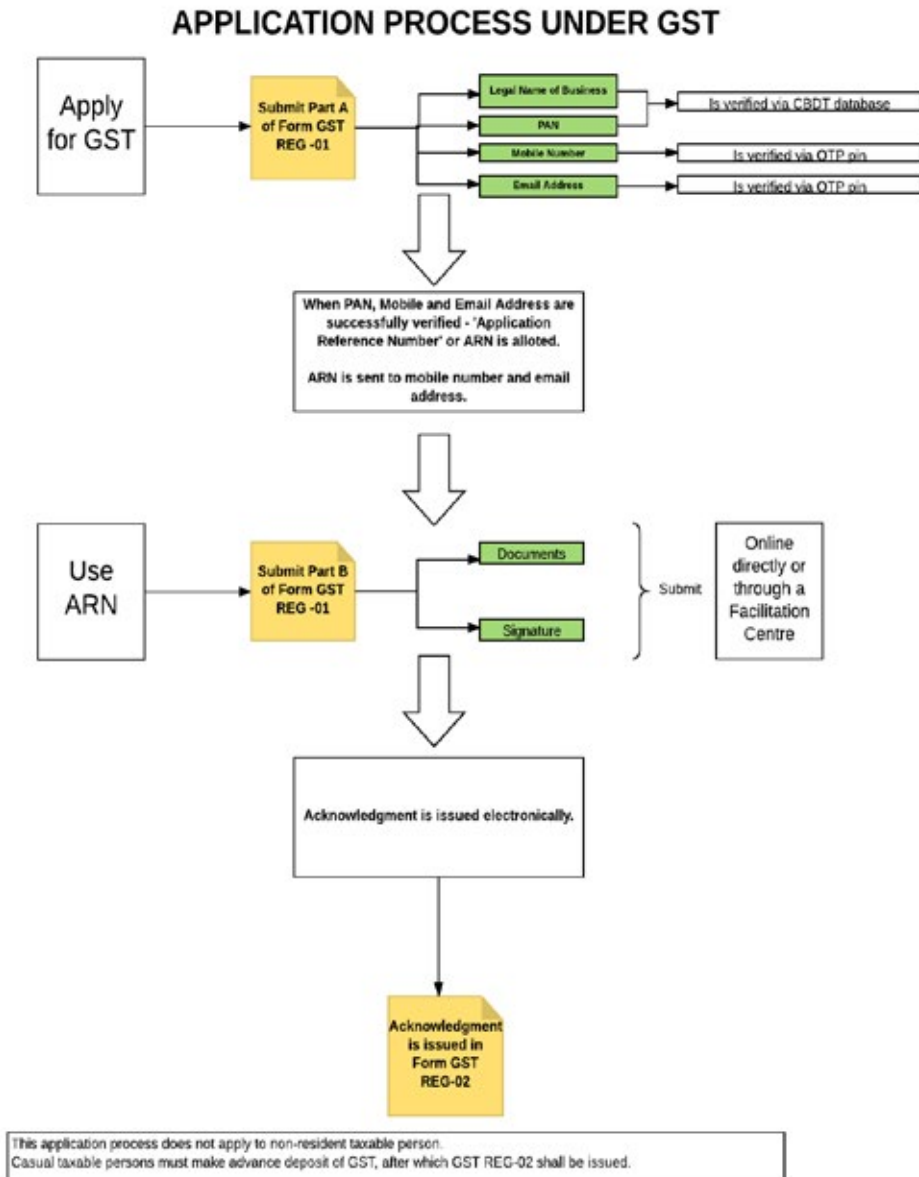 APPLICATION PROCESS UNDER GST
Apply
for GST
Submit Part A
of Form GST
REG -01
Legal Name of Business
PAN
Mobile Number
Email Address
Is verified via CBDT database
Is verified via OTP pin
Is verified via OTP pin
When PAN, Mobile and Email Address are
successfully verified - 'Application
Reference Number' or ARN is alloted.
ARN is sent to mobile number and email
address.
Use
ARN
Submit Part B
of Form GST
REG -01
Documents
Signature
Submit
Online
directly or
through a
Facilitation
Centre
Acknowledgment is issued electronically.
Acknowledgment
is issued in
Form GST
REG-02
This application process does not apply to non-resident taxable person.
Casual taxable persons must make advance deposit of GST, after which GST REG-02 shall be issued.